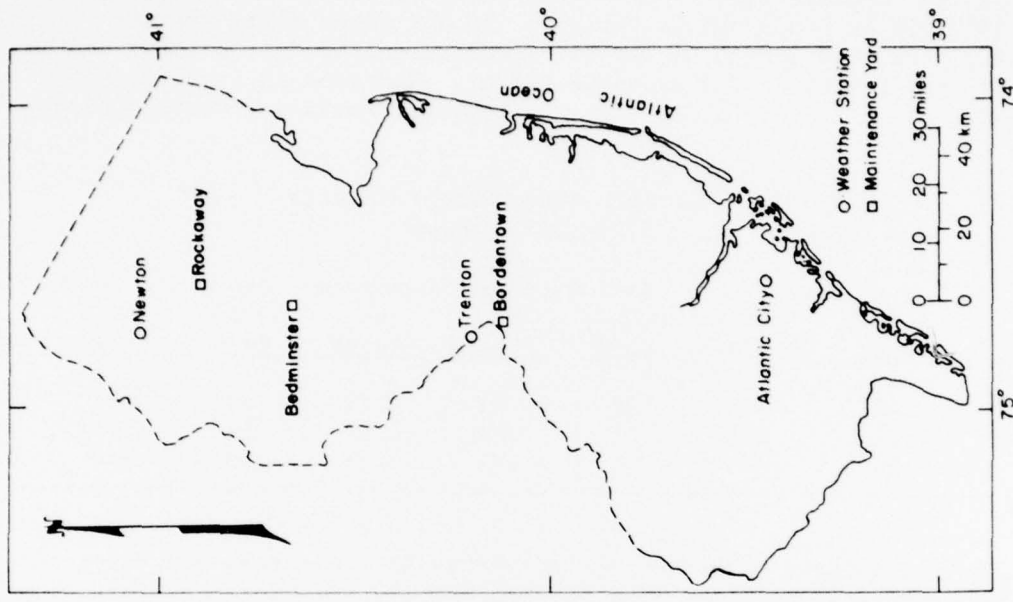 41°
Newton
Rockaway
Bedminster
Trenton
Bordentown
40°
Atlantic
Ocean
Atlantic City
Weather Station
Maintenance Yard
0 10 20 30 miles
0 20 40 km
39°
75°
74°
N